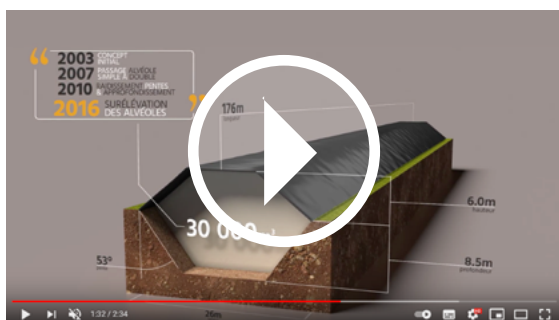 “ 2003 CONCEPT INITIAL
2007 PASSAGE ALVÉOLE SIMPLE À DOUBLE
2010 RAIDISSEMENT PENTES & APPROFONDISSEMENT
2016 SURÉLÉVATION DES ALVÉOLES ”
176m
30 000
6.0m
hauteur
53°
8.5m
profondeur
26m
1:32 / 2:34